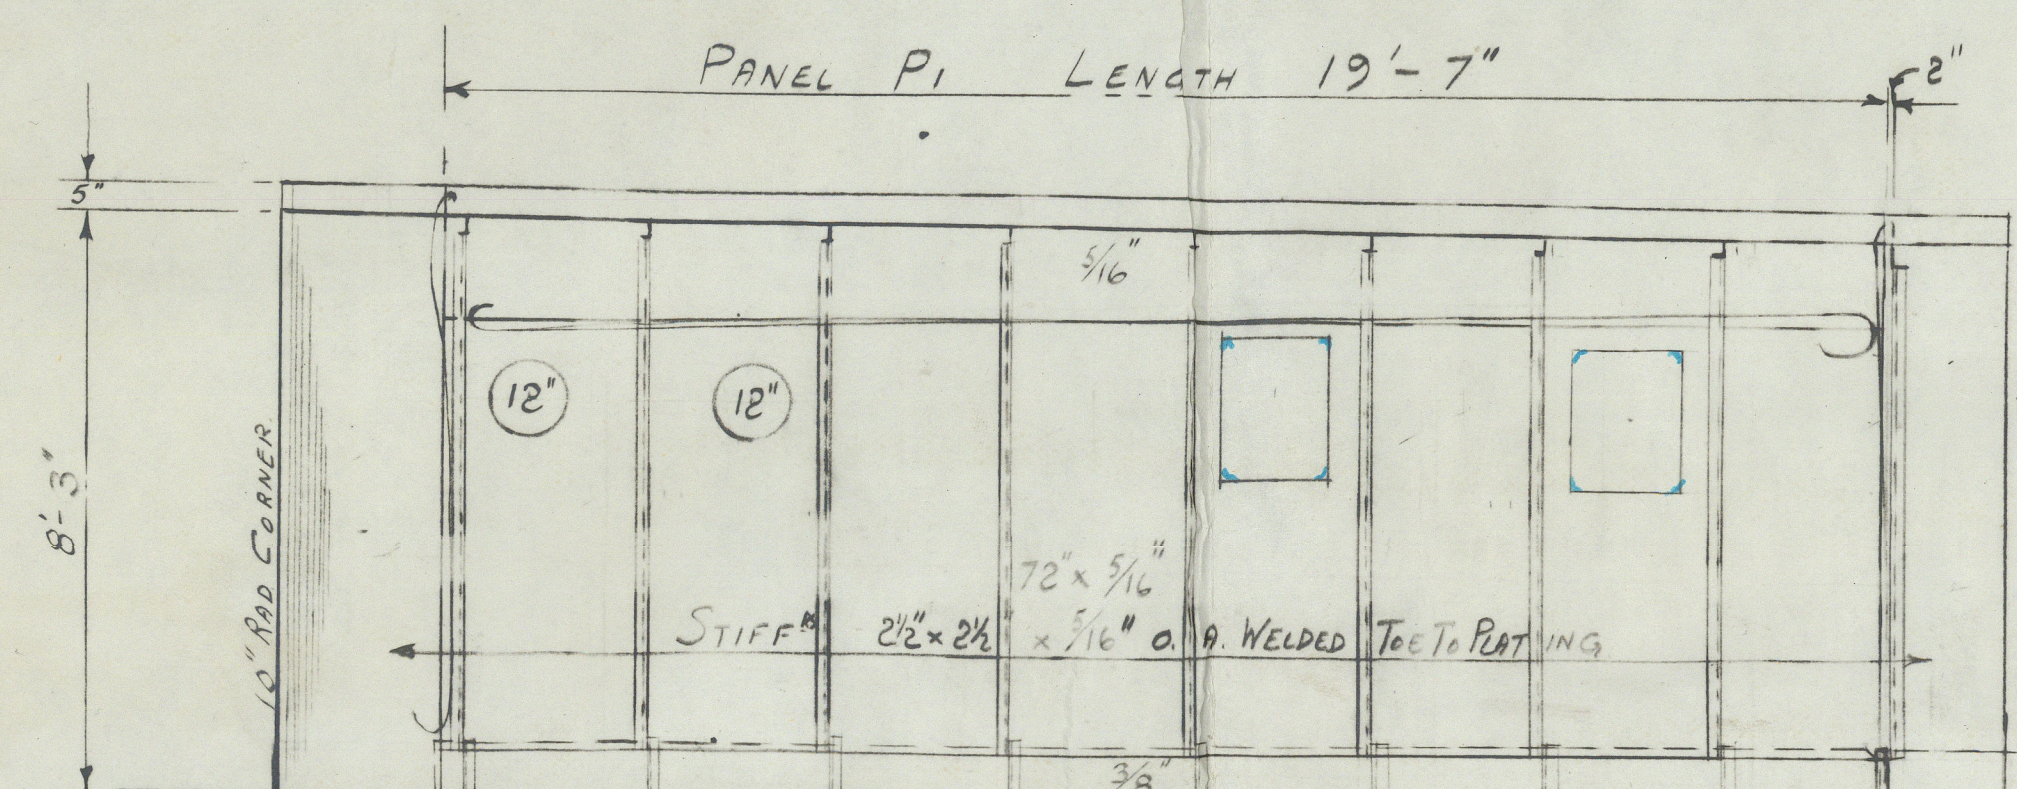 PANEL P1 LENGTH 19'-7"
2"
5"
5/16"
12"
12"
8'-3"
10" RAD CORNER
72" x 5/16"
STIFFRS 2½" x 2½ x 5/16" O. A. WELDED TOE TO PLATING
3/8"